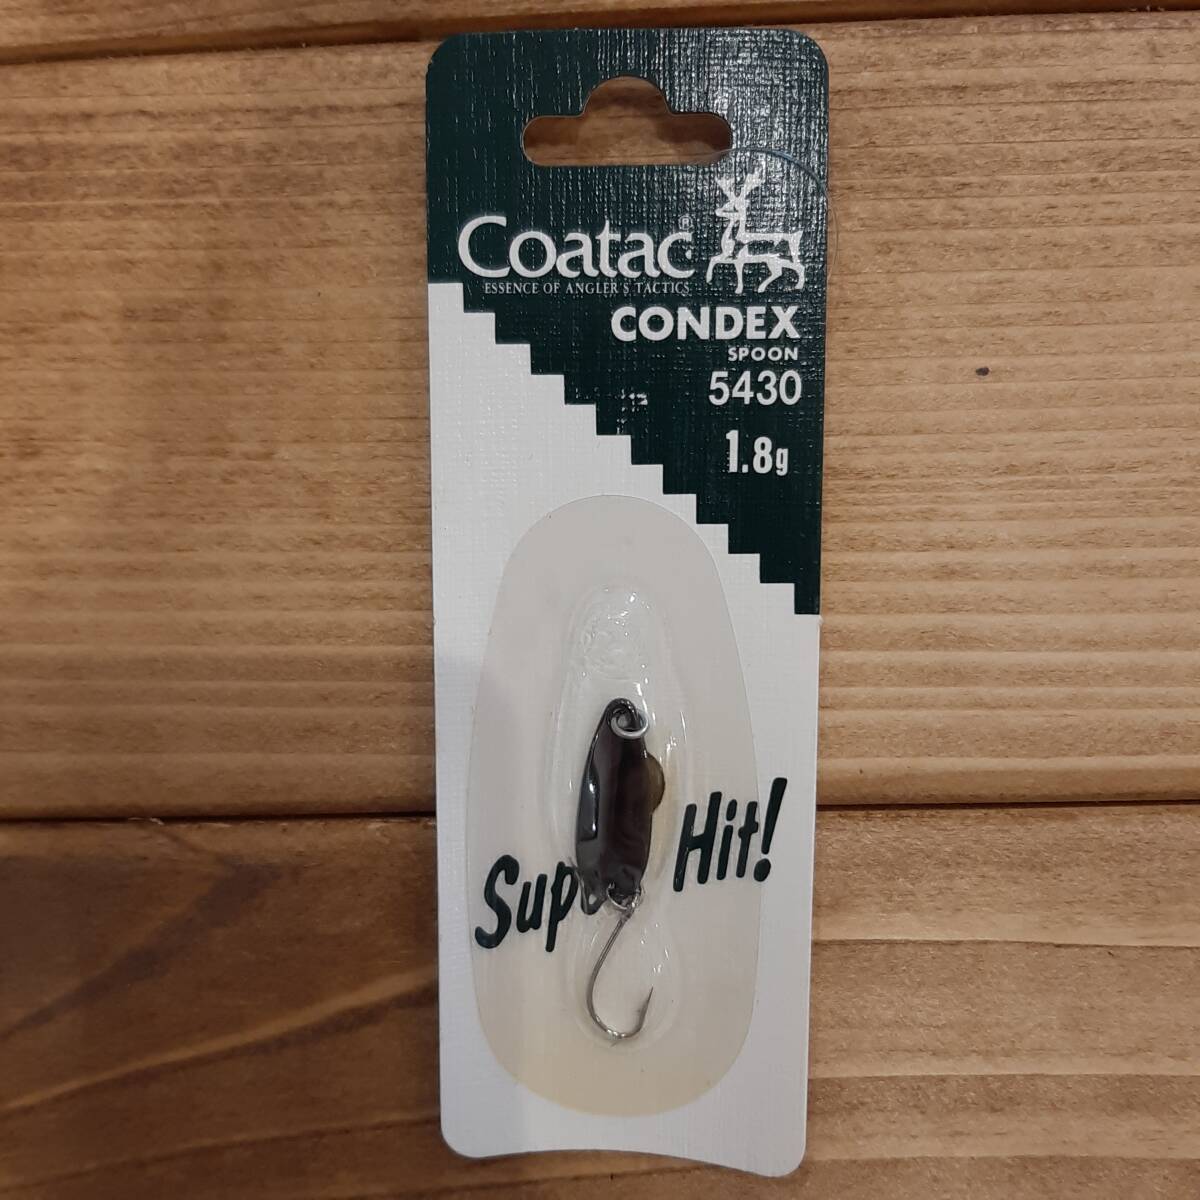 Coatac®
ESSENCE OF ANGLER'S TACTICS
CONDEX
SPOON
5430
1.8g
Hit!